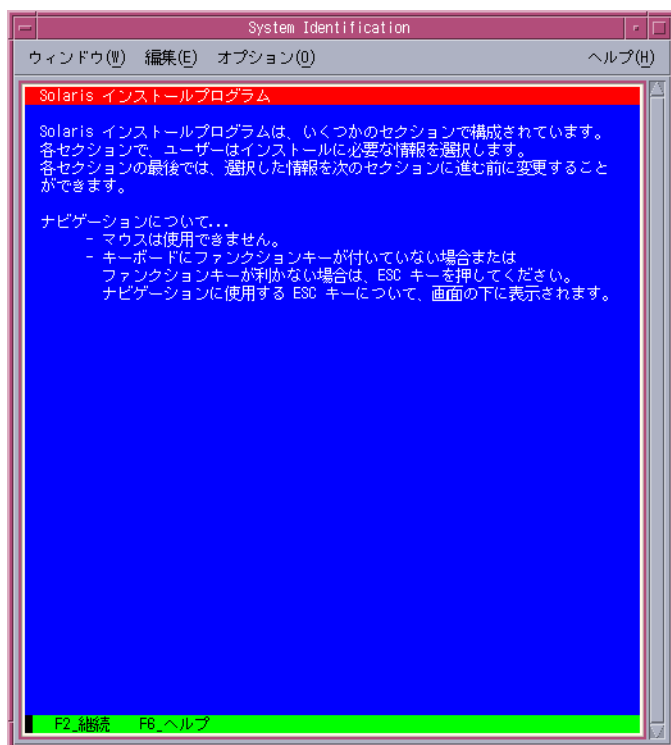 System Identification
ウィンドウ(W) 編集(E) オプション(O) ヘルプ(H)
Solaris インストールプログラム
Solaris インストールプログラムは、いくつかのセクションで構成されています。
各セクションで、ユーザーはインストールに必要な情報を選択します。
各セクションの最後では、選択した情報を次のセクションに進む前に変更すること
ができます。
ナビゲーションについて...
- マウスは使用できません。
- キーボードにファンクションキーが付いていない場合または
ファンクションキーが利かない場合は、ESC キーを押してください。
ナビゲーションに使用する ESC キーについて、画面の下に表示されます。
F2_継続 F6_ヘルプ